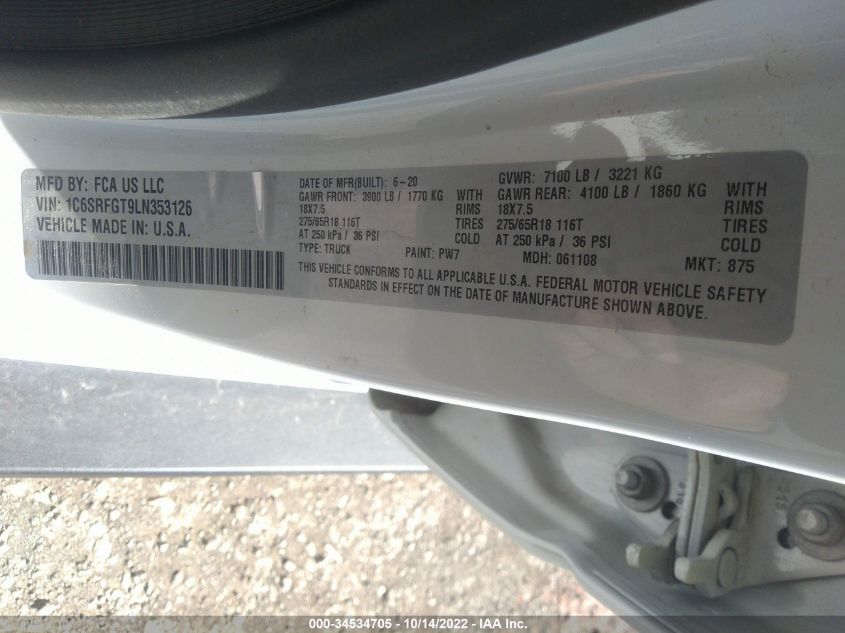 MFD BY: FCA US LLC
VIN: 1C6SRFGT9LN353126
VEHICLE MADE IN: U.S.A.
DATE OF MFR(BUILT): 6-20
GAWR FRONT: 3900 LB / 1770 KG
18X7.5 RIMS
275/65R18 116T TIRES
AT 250 kPa / 36 PSI COLD
TYPE: TRUCK PAINT: PW7
GVWR: 7100 LB / 3221 KG
GAWR REAR: 4100 LB / 1860 KG
18X7.5 RIMS
275/65R18 116T TIRES
AT 250 kPa / 36 PSI COLD
MDH: 061108 MKT: 875
THIS VEHICLE CONFORMS TO ALL APPLICABLE U.S.A. FEDERAL MOTOR VEHICLE SAFETY
STANDARDS IN EFFECT ON THE DATE OF MANUFACTURE SHOWN ABOVE.
000-34534705 - 10/14/2022 - IAA Inc.